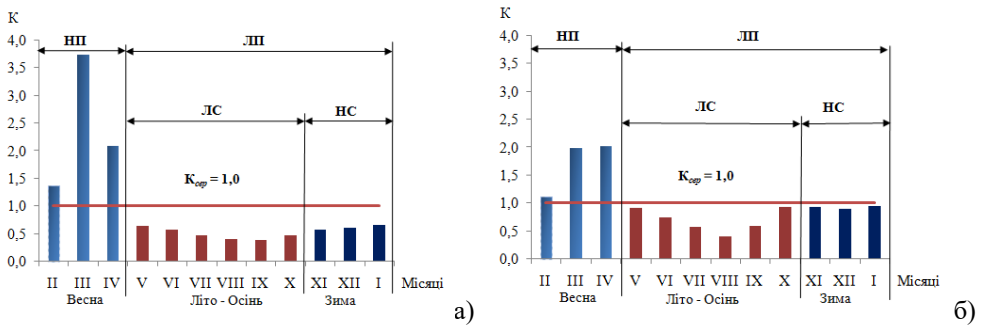 К
4,0
3,5
3,0
2,5
2,0
1,5
1,0
0,5
0,0
НП
ЛП
ЛС
НС
Ксер = 1,0
II III IV V VI VII VIII IX X XI XII I Місяці
Весна Літо - Осінь Зима
а)
К
4,0
3,5
3,0
2,5
2,0
1,5
1,0
0,5
0,0
НП
ЛП
ЛС
НС
Ксер = 1,0
II III IV V VI VII VIII IX X XI XII I Місяці
Весна Літо - Осінь Зима
б)